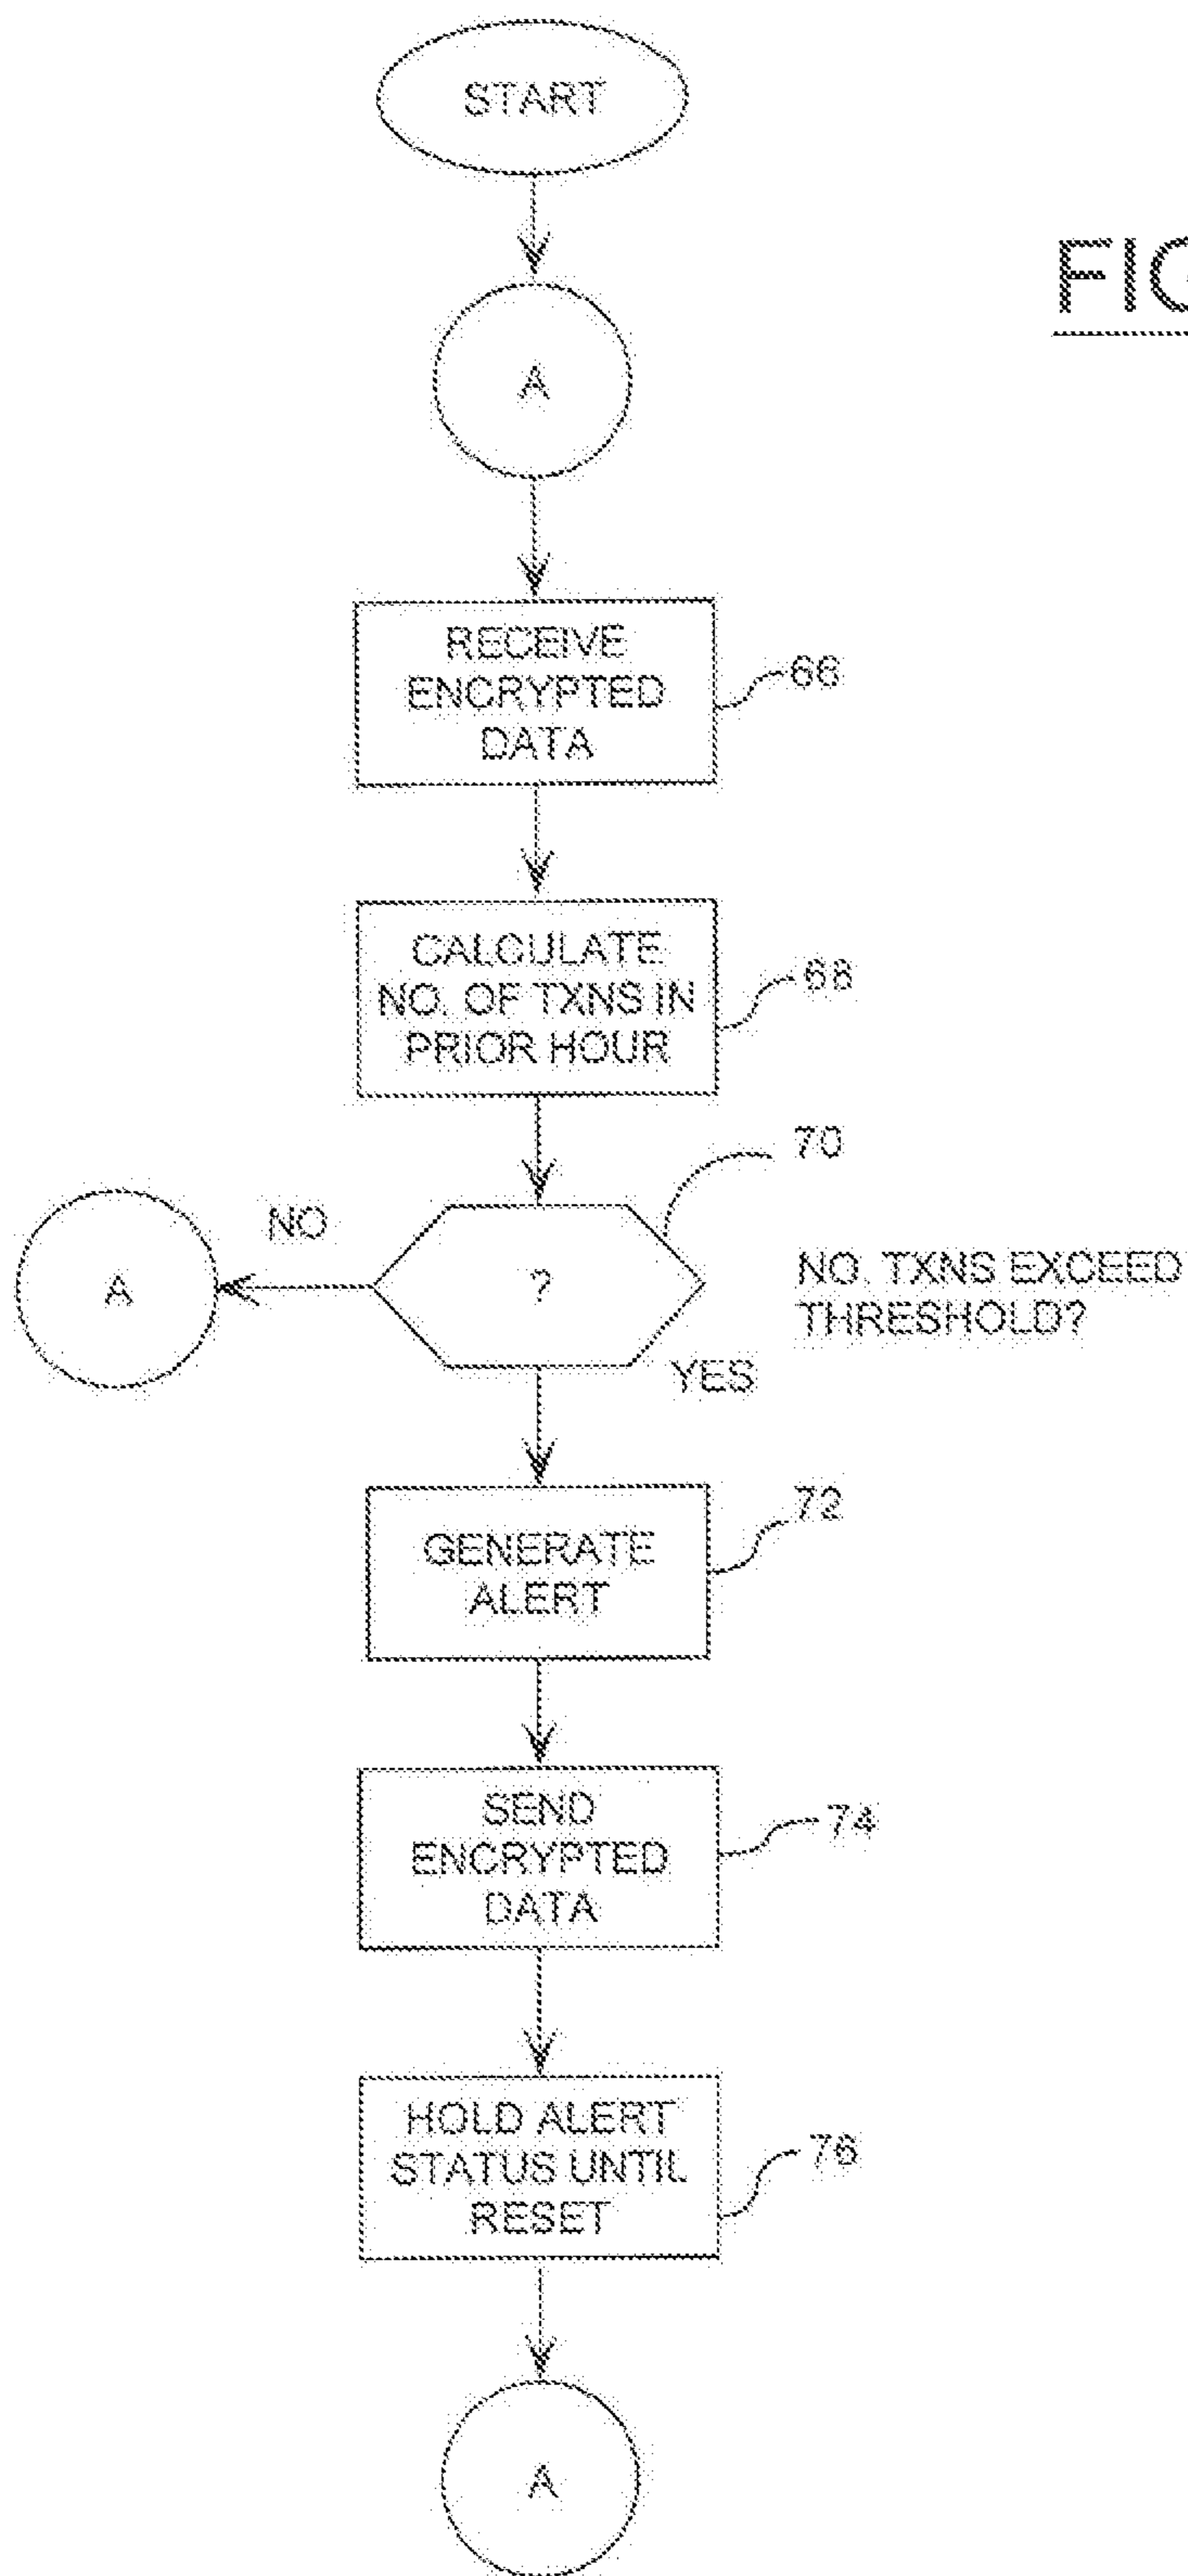 START
FIG
A
RECEIVE
ENCRYPTED
DATA
66
CALCULATE
NO. OF TXNS IN
PRIOR HOUR
68
70
NO
A
?
NO. TXNS EXCEED
THRESHOLD?
YES
72
GENERATE
ALERT
SEND
ENCRYPTED
DATA
74
HOLD ALERT
STATUS UNTIL
RESET
76
A